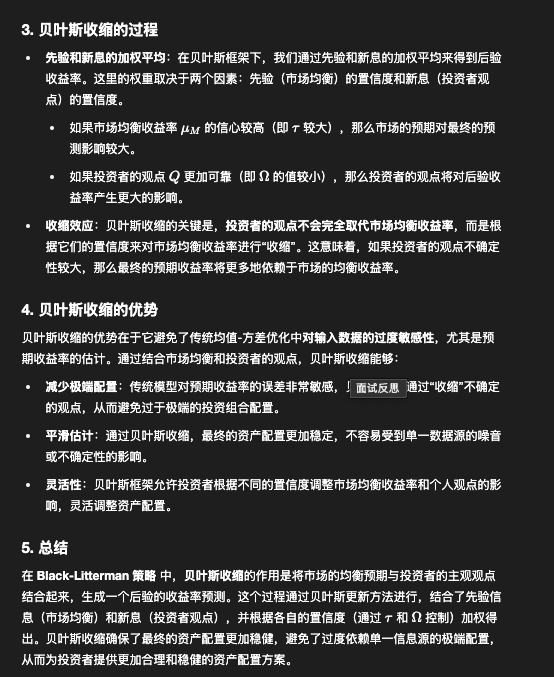 3. 贝叶斯收缩的过程
• 先验和新息的加权平均：在贝叶斯框架下，我们通过先验和新息的加权平均来得到后验
收益率。这里的权重取决于两个因素：先验（市场均衡）的置信度和新息（投资者观
点）的置信度。
• 如果市场均衡收益率 μM 的信心较高（即 τ 较大），那么市场的预期对最终的预
测影响较大。
• 如果投资者的观点 Q 更加可靠（即 Ω 的值较小），那么投资者的观点将对后验收
益率产生更大的影响。
• 收缩效应：贝叶斯收缩的关键是，投资者的观点不会完全取代市场均衡收益率，而是根
据它们的置信度来对市场均衡收益率进行“收缩”。这意味着，如果投资者的观点不确定
性较大，那么最终的预期收益率将更多地依赖于市场的均衡收益率。
4. 贝叶斯收缩的优势
贝叶斯收缩的优势在于它避免了传统均值-方差优化中对输入数据的过度敏感性，尤其是预
期收益率的估计。通过结合市场均衡和投资者的观点，贝叶斯收缩能够：
• 减少极端配置：传统模型对预期收益率的误差非常敏感，面试反思 通过“收缩”不确定
的观点，从而避免过于极端的投资组合配置。
• 平滑估计：通过贝叶斯收缩，最终的资产配置更加稳定，不容易受到单一数据源的噪音
或不确定性的影响。
• 灵活性：贝叶斯框架允许投资者根据不同的置信度调整市场均衡收益率和个人观点的影
响，灵活调整资产配置。
5. 总结
在 Black-Litterman 策略 中，贝叶斯收缩的作用是将市场的均衡预期与投资者的主观观点
结合起来，生成一个后验的收益率预测。这个过程通过贝叶斯更新方法进行，结合了先验信
息（市场均衡）和新息（投资者观点），并根据各自的置信度（通过 τ 和 Ω 控制）加权得
出。贝叶斯收缩确保了最终的资产配置更加稳健，避免了过度依赖单一信息源的极端配置，
从而为投资者提供更加合理和稳健的资产配置方案。